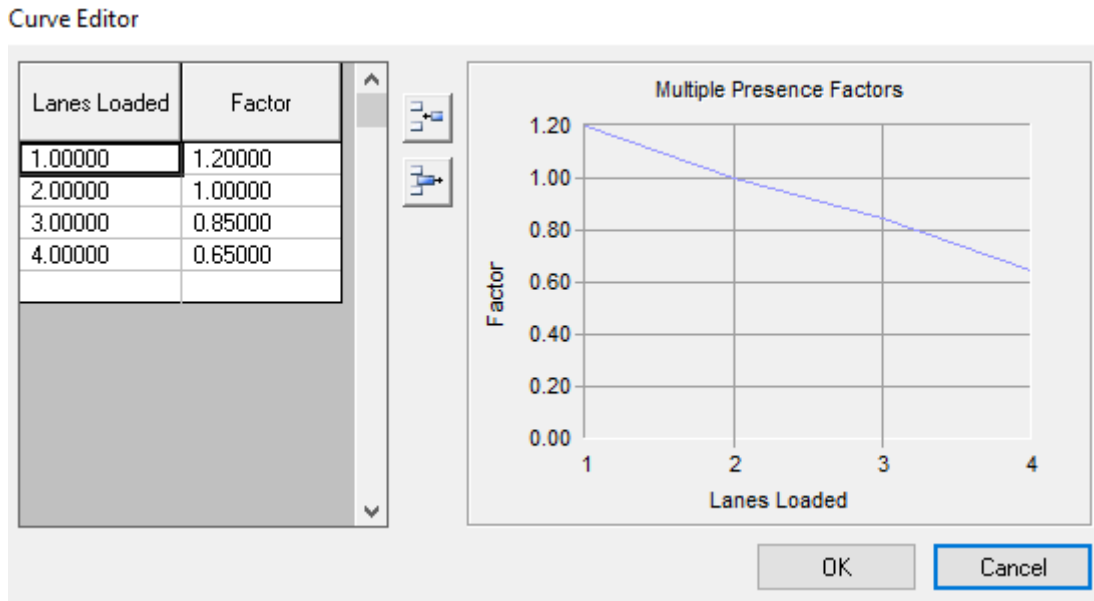 Curve Editor
Lanes Loaded Factor
1.00000 1.20000
2.00000 1.00000
3.00000 0.85000
4.00000 0.65000
Multiple Presence Factors
1.20
1.00
0.80
0.60
0.40
0.20
0.00
Factor
1 2 3 4
Lanes Loaded
OK Cancel